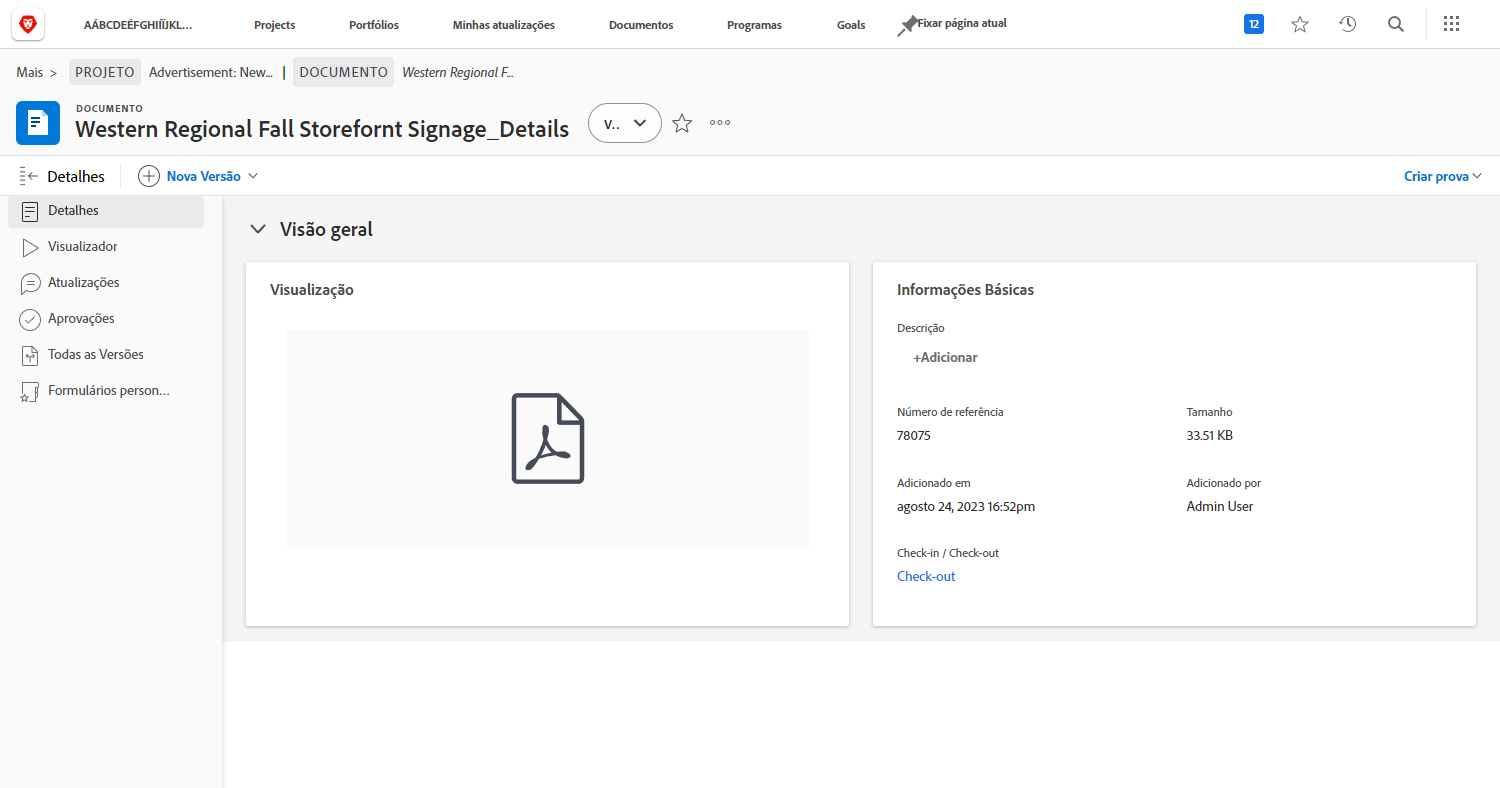 AÁBCDEÉFGHIÍÏJKL...
Projects
Portfólios
Minhas atualizações
Documentos
Programas
Goals
Fixar página atual
12
Mais > PROJETO Advertisement: New... | DOCUMENTO Western Regional F...
DOCUMENTO
Western Regional Fall Storefornt Signage_Details
v..
Detalhes
Nova Versão
Criar prova
Detalhes
Visualizador
Atualizações
Aprovações
Todas as Versões
Formulários person...
Visão geral
Visualização
Informações Básicas
Descrição
+Adicionar
Número de referência
78075
Tamanho
33.51 KB
Adicionado em
agosto 24, 2023 16:52pm
Adicionado por
Admin User
Check-in / Check-out
Check-out